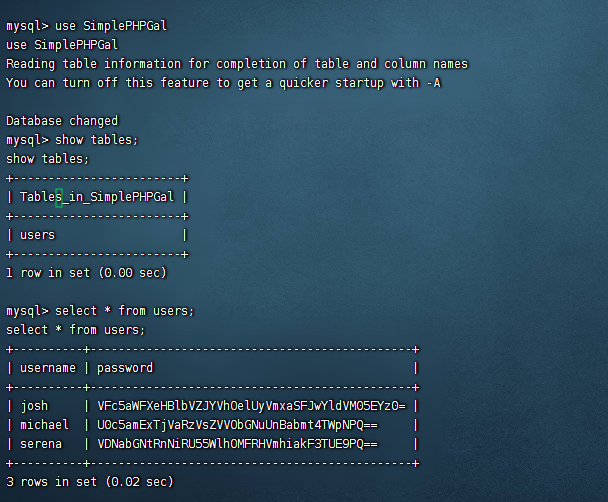 mysql> use SimplePHPGal
use SimplePHPGal
Reading table information for completion of table and column names
You can turn off this feature to get a quicker startup with -A
Database changed
mysql> show tables;
show tables;
+------------------------+
| Tables_in_SimplePHPGal |
+------------------------+
| users                  |
+------------------------+
1 row in set (0.00 sec)
mysql> select * from users;
select * from users;
+----------+----------------------------------------------+
| username | password                                     |
+----------+----------------------------------------------+
| josh     | VFc5aWFXeHBlbVZJYVhOelUyVmxaSFJwYldVM05EYz0= |
| michael  | U0c5amExTjVaRzVsZVVObGNuUnBabmt4TWpNPQ==     |
| serena   | VDNabGNtRnNiRU55WlhOMFRHVmhiakF3TUE9PQ==     |
+----------+----------------------------------------------+
3 rows in set (0.02 sec)